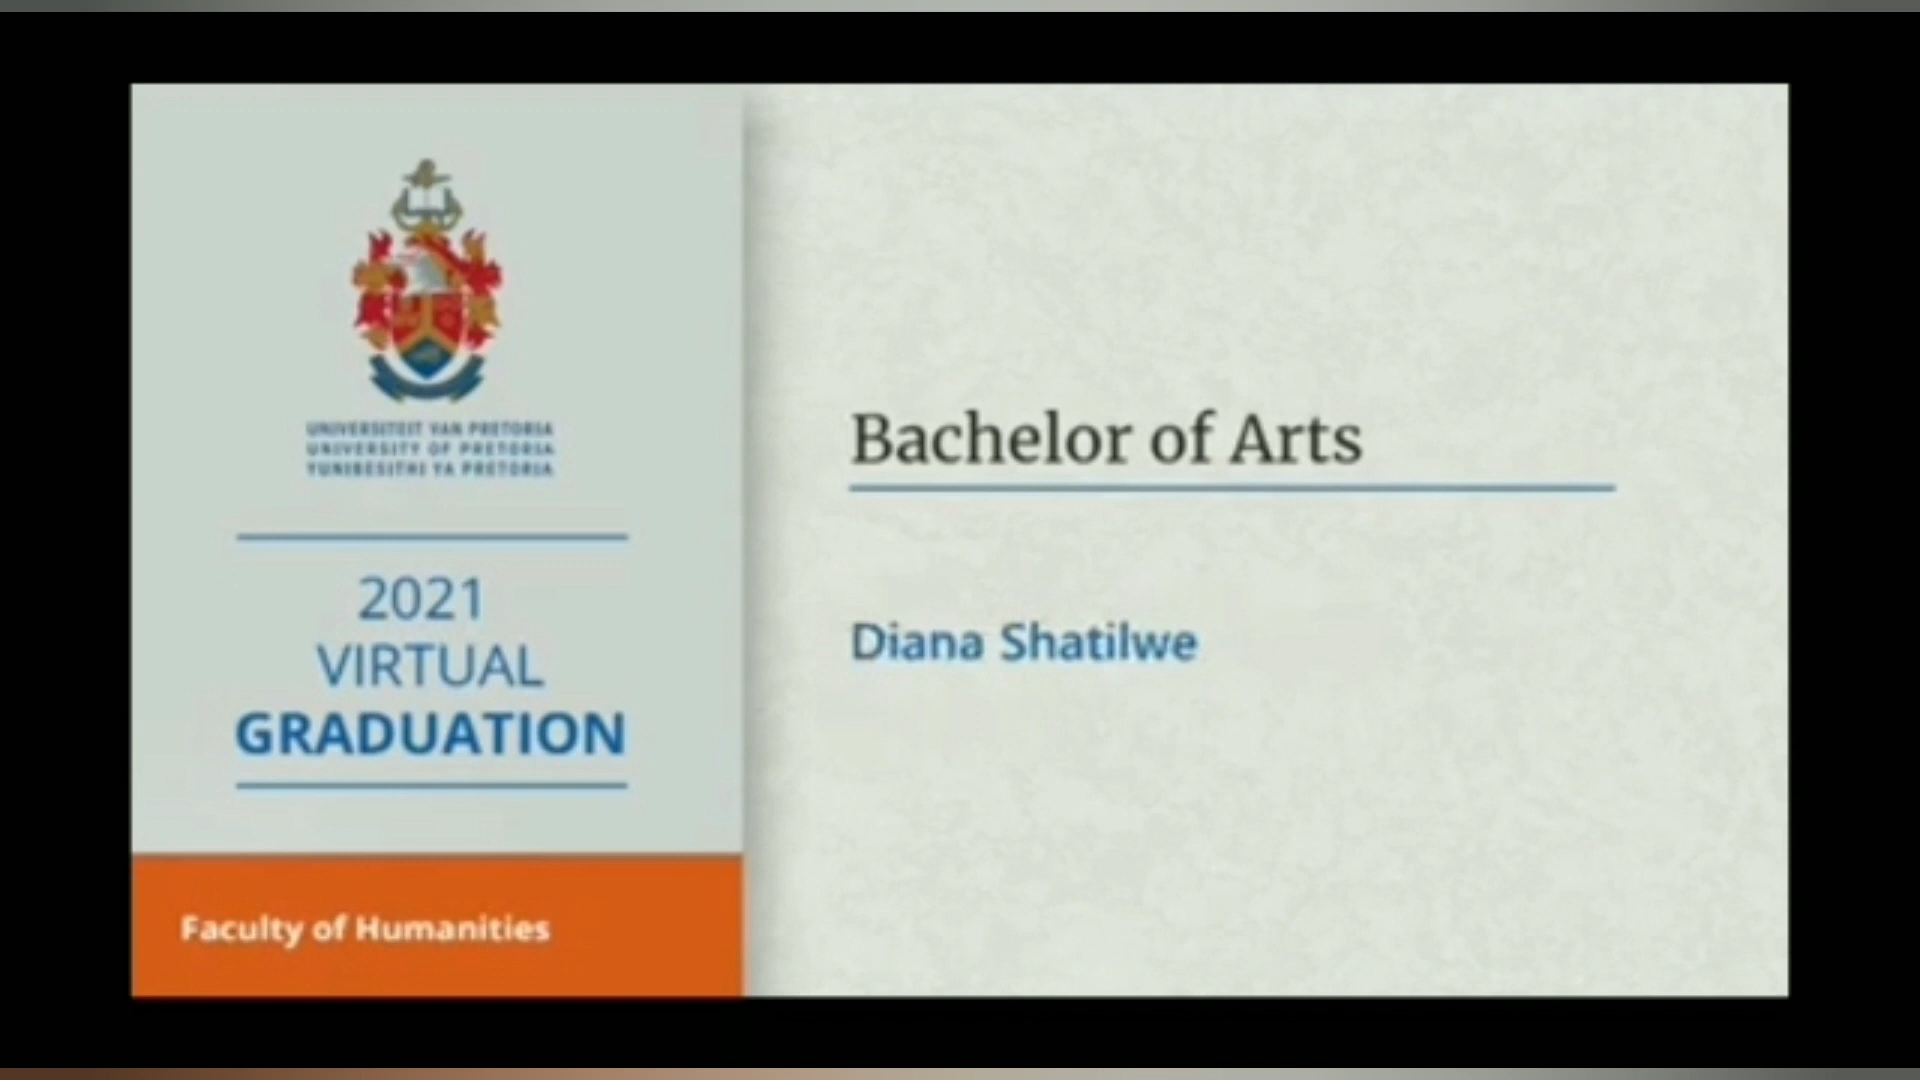 UNIVERSITEIT VAN PRETORIA
UNIVERSITY OF PRETORIA
YUNIBESITHI YA PRETORIA
2021
VIRTUAL
GRADUATION
Faculty of Humanities
Bachelor of Arts
Diana Shatilwe